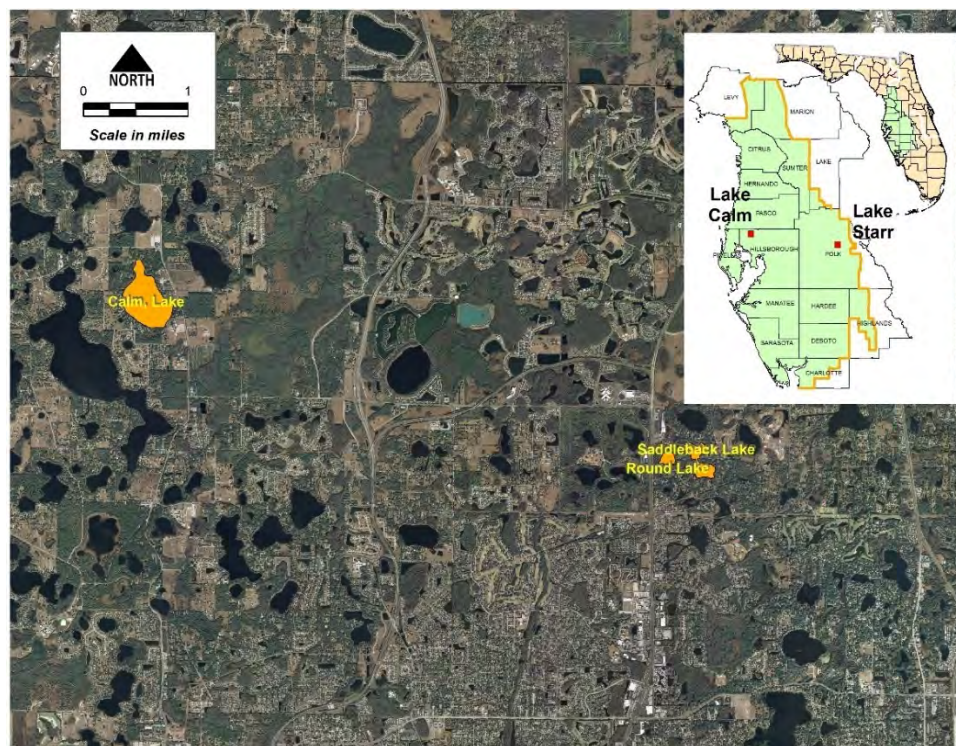 NORTH
0 1
Scale in miles
Calm, Lake
Saddleback Lake
Round Lake
LEVY
MARION
CITRUS
SUMTER
LAKE
HERNANDO
Lake
Calm
PASCO
Lake
Starr
HILLSBOROUGH
POLK
MANATEE
HARDEE
HIGHLANDS
SARASOTA
DESOTO
CHARLOTTE